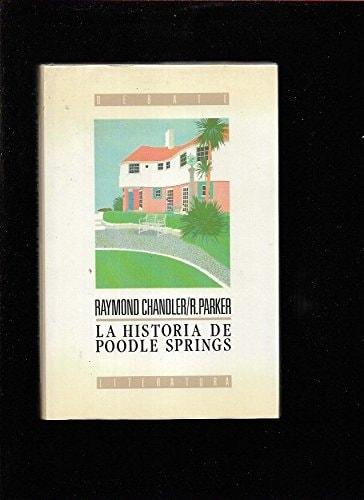 DEBATE
RAYMOND CHANDLER/R.PARKER
LA HISTORIA DE
POODLE SPRINGS
LITERATURA